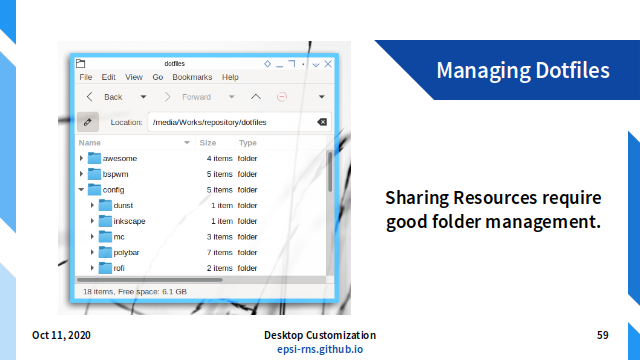 Managing Dotfiles
dotfiles
File Edit View Go Bookmarks Help
Back Forward
Location: /media/Works/repository/dotfiles
Name Size Type
awesome 4 items folder
bspwm 5 items folder
config 5 items folder
dunst 1 item folder
inkscape 1 item folder
mc 3 items folder
polybar 7 items folder
rofi 2 items folder
18 items, Free space: 6.1 GB
Sharing Resources require
good folder management.
Oct 11, 2020 Desktop Customization 59
epsi-rns.github.io